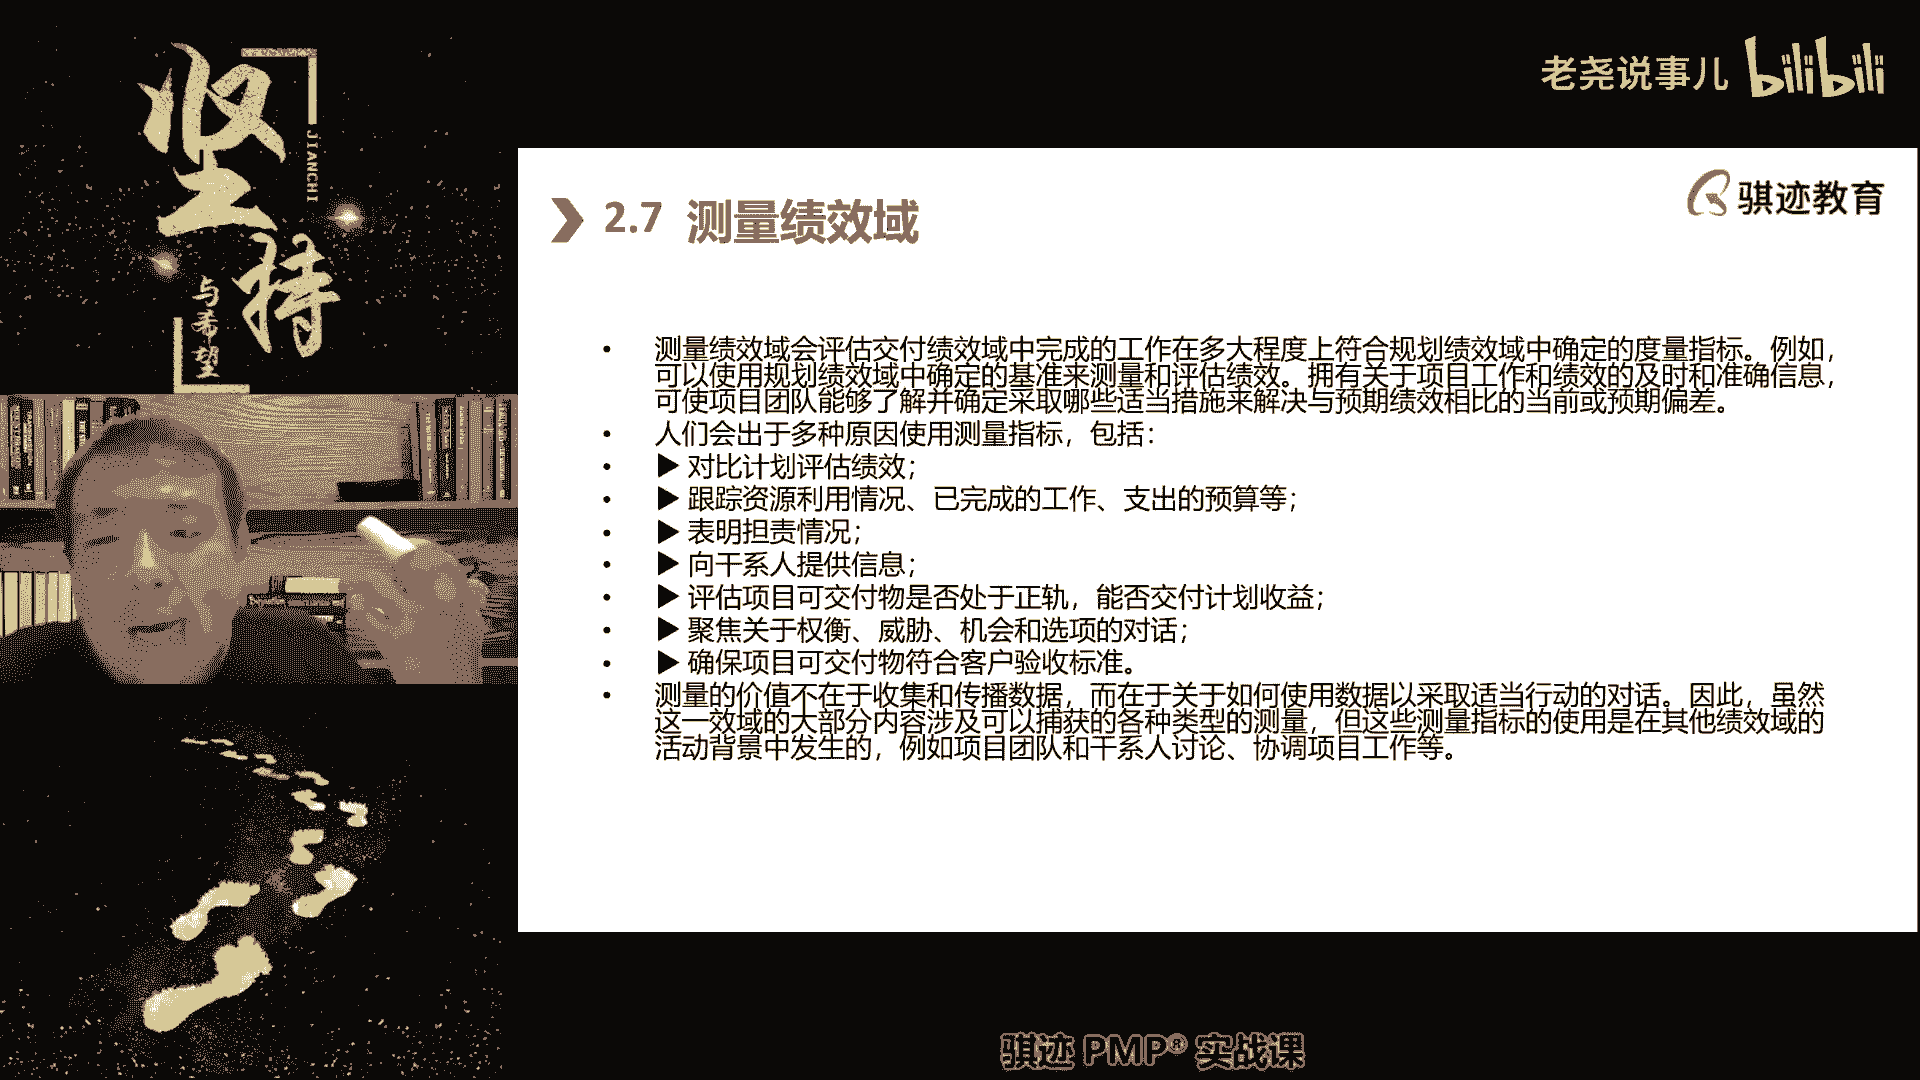 坚持
JIANCHI
与希望
老尧说事儿 bilibili
骐迹教育
2.7 测量绩效域
• 测量绩效域会评估交付绩效域中完成的工作在多大程度上符合规划绩效域中确定的度量指标。例如，
可以使用规划绩效域中确定的基准来测量和评估绩效。拥有关于项目工作和绩效的及时和准确信息，
可使项目团队能够了解并确定采取哪些适当措施来解决与预期绩效相比的当前或预期偏差。
• 人们会出于多种原因使用测量指标，包括：
• ▶ 对比计划评估绩效；
• ▶ 跟踪资源利用情况、已完成的工作、支出的预算等；
• ▶ 表明担责情况；
• ▶ 向干系人提供信息；
• ▶ 评估项目可交付物是否处于正轨，能否交付计划收益；
• ▶ 聚焦关于权衡、威胁、机会和选项的对话；
• ▶ 确保项目可交付物符合客户验收标准。
• 测量的价值不在于收集和传播数据，而在于关于如何使用数据以采取适当行动的对话。因此，虽然
这一效域的大部分内容涉及可以捕获的各种类型的测量，但这些测量指标的使用是在其他绩效域的
活动背景中发生的，例如项目团队和干系人讨论、协调项目工作等。
骐迹 PMP® 实战课